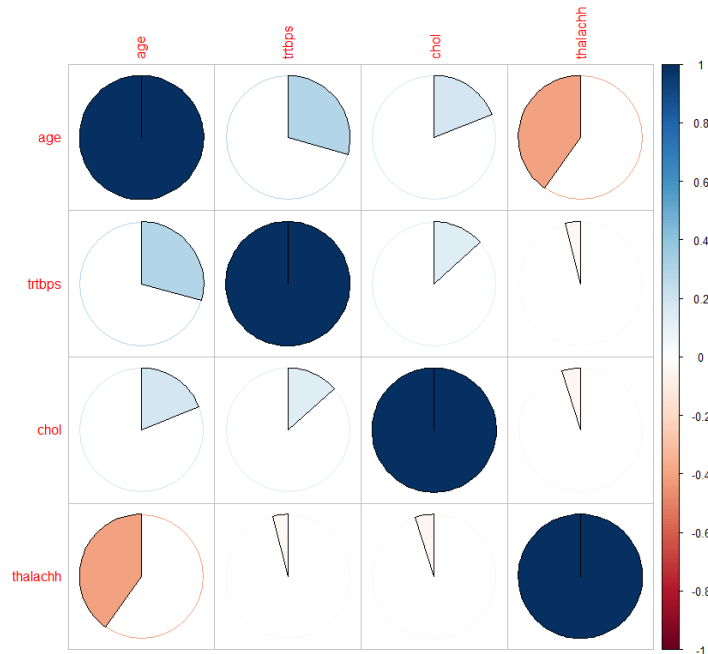 age
trtbps
chol
thalachh
age
trtbps
chol
thalachh
1
0.8
0.6
0.4
0.2
0
-0.2
-0.4
-0.6
-0.8
-1